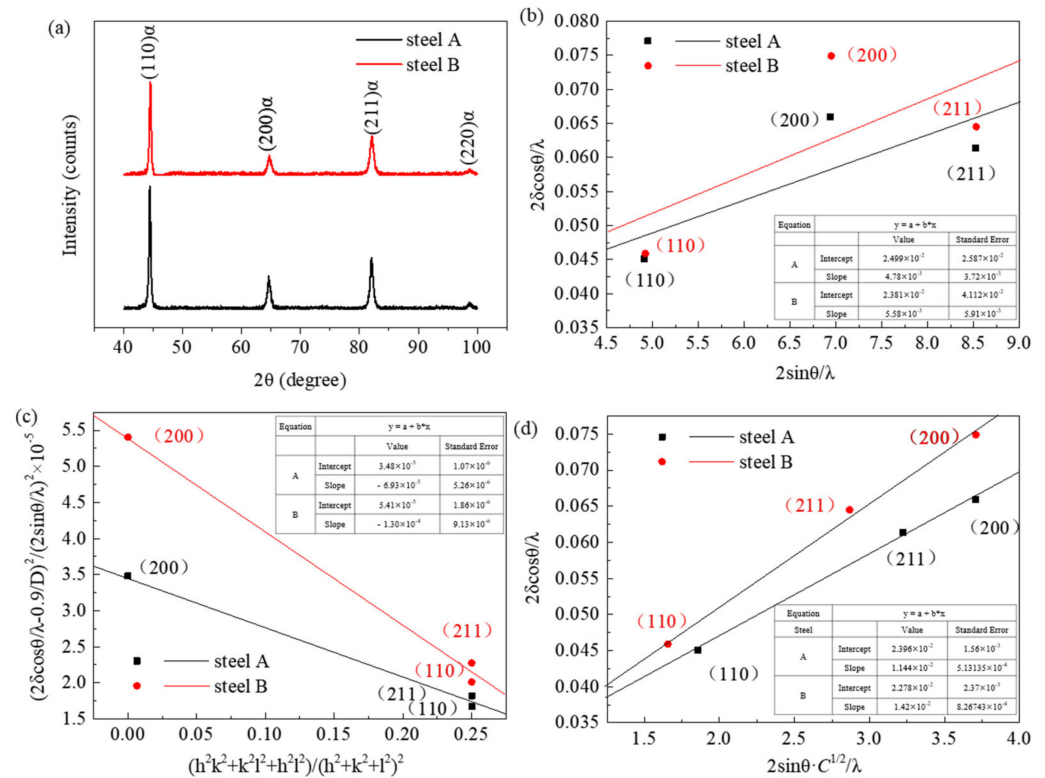 (a)
steel A
steel B
(110)α
(200)α
(211)α
(220)α
Intensity (counts)
40 50 60 70 80 90 100
2θ (degree)
(b)
steel A
steel B
(200)
(200)
(211)
(211)
(110)
(110)
2δcosθ/λ
0.080
0.075
0.070
0.065
0.060
0.055
0.050
0.045
0.040
0.035
0.030
4.5 5.0 5.5 6.0 6.5 7.0 7.5 8.0 8.5 9.0
2sinθ/λ
Equation y = a + b*x
Value Standard Error
A Intercept 2.499×10⁻² 2.587×10⁻²
Slope 4.78×10⁻³ 3.72×10⁻³
B Intercept 2.381×10⁻² 4.112×10⁻²
Slope 5.58×10⁻³ 5.91×10⁻³
(c)
(2δcosθ/λ-0.9/D)²/(2sinθ/λ)²×10⁻⁵
5.5
5.0
4.5
4.0
3.5
3.0
2.5
2.0
1.5
(200)
(200)
(211)
(110)
(211)
(110)
steel A
steel B
Equation y = a + b*x
Value Standard Error
A Intercept 3.48×10⁻⁵ 1.07×10⁻⁶
Slope - 6.93×10⁻⁵ 5.26×10⁻⁶
B Intercept 5.41×10⁻⁵ 1.86×10⁻⁶
Slope - 1.30×10⁻⁴ 9.13×10⁻⁶
0.00 0.05 0.10 0.15 0.20 0.25
(h²k²+k²l²+h²l²)/(h²+k²+l²)²
(d)
steel A
steel B
(200)
(211)
(200)
(211)
(110)
(110)
2δcosθ/λ
0.075
0.070
0.065
0.060
0.055
0.050
0.045
0.040
0.035
1.5 2.0 2.5 3.0 3.5 4.0
2sinθ·C¹ᐟ²/λ
Equation y = a + b*x
Steel Value Standard Error
A Intercept 2.396×10⁻² 1.56×10⁻³
Slope 1.144×10⁻² 5.13135×10⁻⁴
B Intercept 2.278×10⁻² 2.37×10⁻³
Slope 1.42×10⁻² 8.26743×10⁻⁴